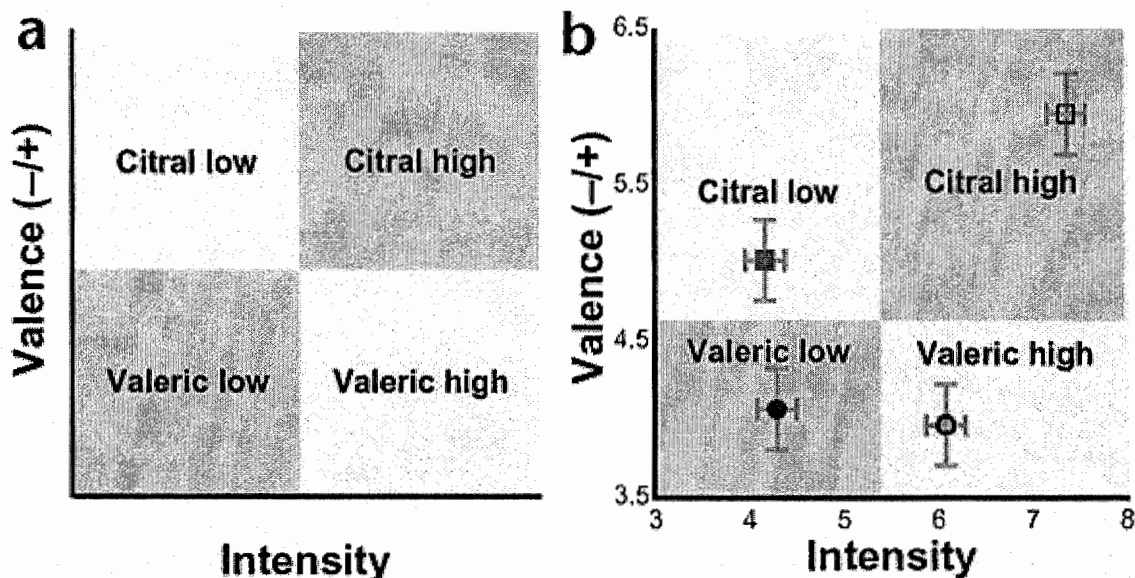 a
Valence (–/+)
Citral low
Citral high
Valeric low
Valeric high
Intensity
b
Valence (–/+)
6.5
5.5
4.5
3.5
Citral low
Citral high
Valeric low
Valeric high
3 4 5 6 7 8
Intensity